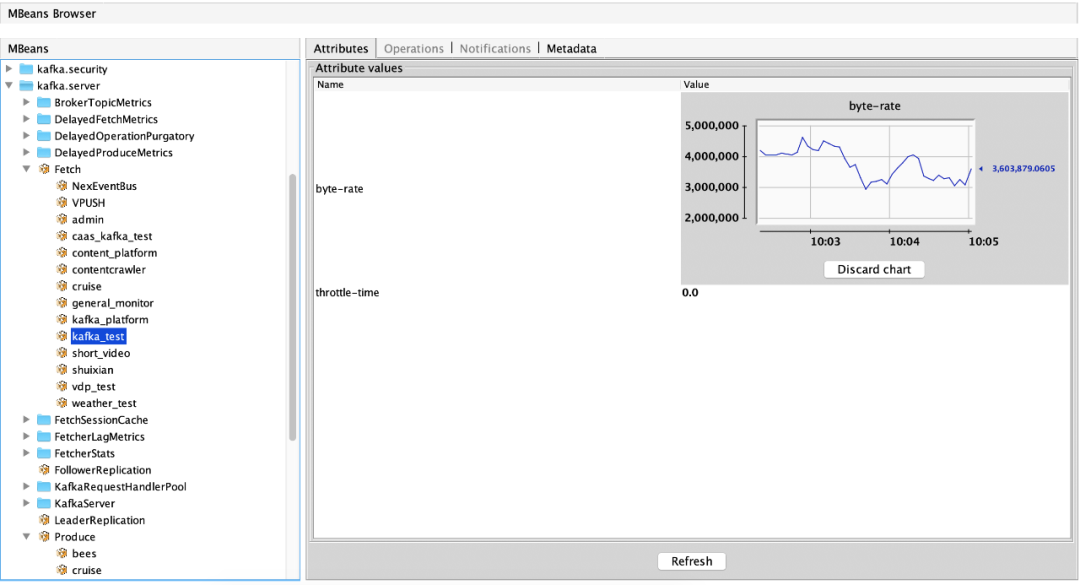 MBeans Browser
MBeans
kafka.security
kafka.server
BrokerTopicMetrics
DelayedFetchMetrics
DelayedOperationPurgatory
DelayedProduceMetrics
Fetch
NexEventBus
VPUSH
admin
caas_kafka_test
content_platform
contentcrawler
cruise
general_monitor
kafka_platform
kafka_test
short_video
shuixian
vdp_test
weather_test
FetchSessionCache
FetcherLagMetrics
FetcherStats
FollowerReplication
KafkaRequestHandlerPool
KafkaServer
LeaderReplication
Produce
bees
cruise
Attributes Operations Notifications Metadata
Attribute values
Name Value
byte-rate
byte-rate
5,000,000
4,000,000
3,000,000
2,000,000
3,603,879.0605
10:03 10:04 10:05
Discard chart
throttle-time 0.0
Refresh